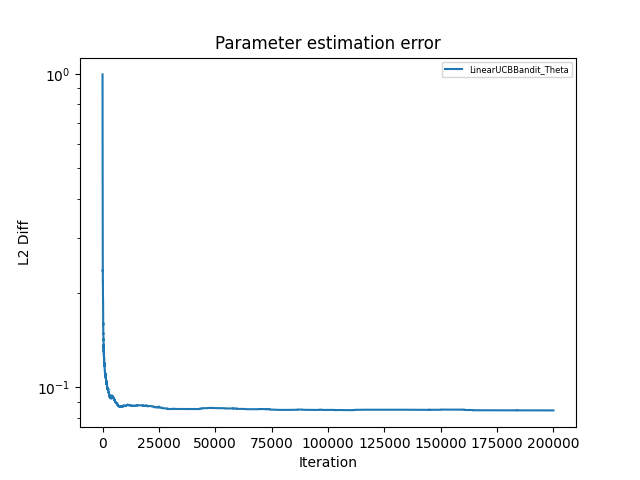 Parameter estimation error
LinearUCBBandit_Theta
10⁰
10⁻¹
L2 Diff
0 25000 50000 75000 100000 125000 150000 175000 200000
Iteration